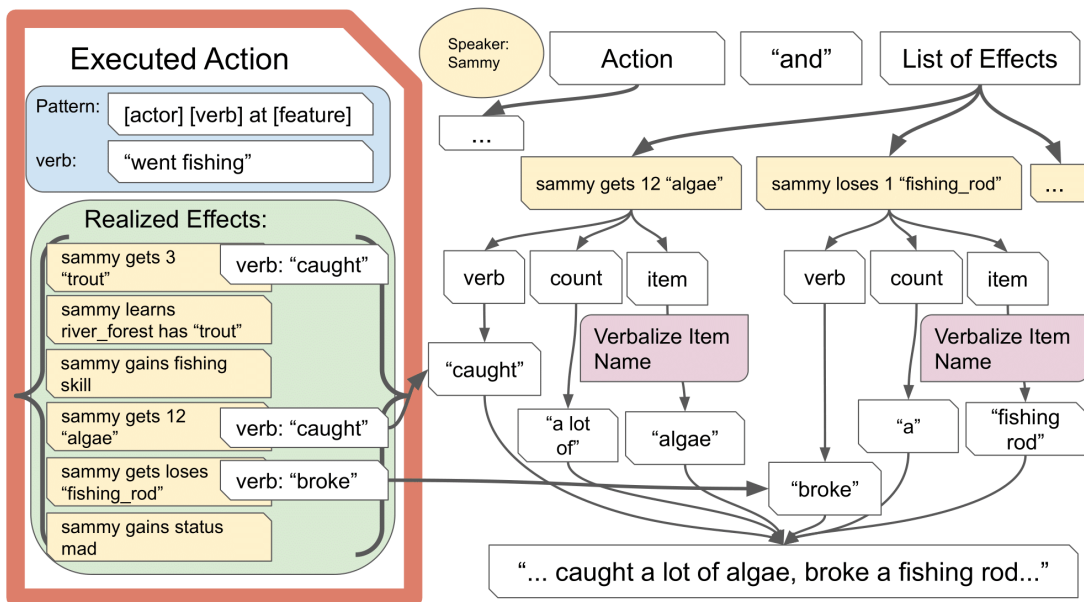 Executed Action
Pattern:
[actor] [verb] at [feature]
verb:
“went fishing”
Realized Effects:
sammy gets 3
“trout”
verb: “caught”
sammy learns
river_forest has “trout”
sammy gains fishing
skill
sammy gets 12
“algae”
verb: “caught”
sammy gets loses
“fishing_rod”
verb: “broke”
sammy gains status
mad
Speaker:
Sammy
Action
“and”
List of Effects
...
sammy gets 12 “algae”
sammy loses 1 “fishing_rod”
...
verb
count
item
verb
count
item
Verbalize Item
Name
Verbalize Item
Name
“caught”
“a lot
of”
“algae”
“broke”
“a”
“fishing
rod”
“... caught a lot of algae, broke a fishing rod...”